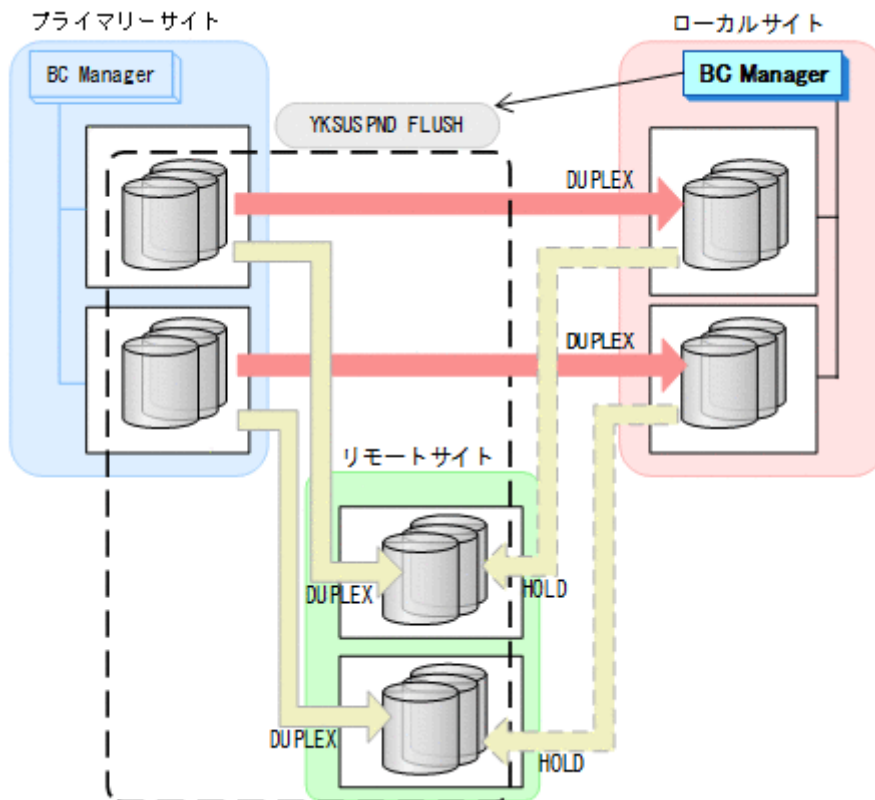 プライマリーサイト
ローカルサイト
BC Manager
BC Manager
YKSUSPND FLUSH
DUPLEX
DUPLEX
リモートサイト
DUPLEX
HOLD
DUPLEX
HOLD